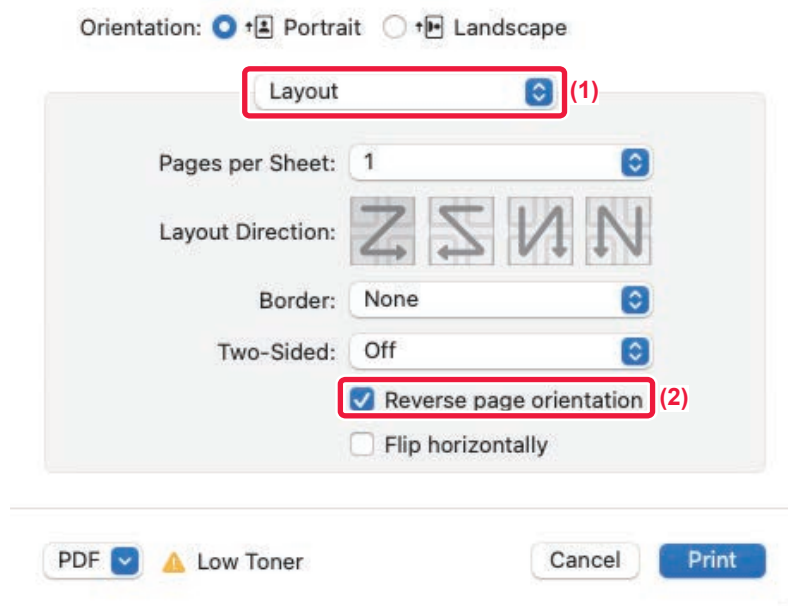 Orientation: Portrait Landscape
Layout (1)
Pages per Sheet: 1
Layout Direction:
Border: None
Two-Sided: Off
Reverse page orientation (2)
Flip horizontally
PDF Low Toner Cancel Print